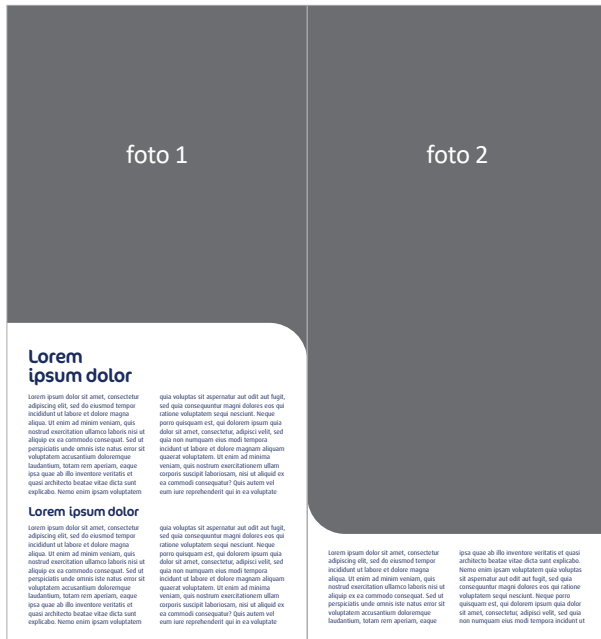 foto 1
Lorem
ipsum dolor
Lorem ipsum dolor sit amet, consectetur
adipiscing elit, sed do eiusmod tempor
incididunt ut labore et dolore magna
aliqua. Ut enim ad minim veniam, quis
nostrud exercitation ullamco laboris nisi ut
aliquip ex ea commodo consequat. Sed ut
perspiciatis unde omnis iste natus error sit
voluptatem accusantium doloremque
laudantium, totam rem aperiam, eaque
ipsa quae ab illo inventore veritatis et
quasi architecto beatae vitae dicta sunt
explicabo. Nemo enim ipsam voluptatem
quia voluptas sit aspernatur aut odit aut fugit,
sed quia consequuntur magni dolores eos qui
ratione voluptatem sequi nesciunt. Neque
porro quisquam est, qui dolorem ipsum quia
dolor sit amet, consectetur, adipisci velit, sed
quia non numquam eius modi tempora
incidunt ut labore et dolore magnam aliquam
quaerat voluptatem. Ut enim ad minima
veniam, quis nostrum exercitationem ullam
corporis suscipit laboriosam, nisi ut aliquid ex
ea commodi consequatur? Quis autem vel
eum iure reprehenderit qui in ea voluptate
Lorem ipsum dolor
Lorem ipsum dolor sit amet, consectetur
adipiscing elit, sed do eiusmod tempor
incididunt ut labore et dolore magna
aliqua. Ut enim ad minim veniam, quis
nostrud exercitation ullamco laboris nisi ut
aliquip ex ea commodo consequat. Sed ut
perspiciatis unde omnis iste natus error sit
voluptatem accusantium doloremque
laudantium, totam rem aperiam, eaque
ipsa quae ab illo inventore veritatis et
quasi architecto beatae vitae dicta sunt
explicabo. Nemo enim ipsam voluptatem
quia voluptas sit aspernatur aut odit aut fugit,
sed quia consequuntur magni dolores eos qui
ratione voluptatem sequi nesciunt. Neque
porro quisquam est, qui dolorem ipsum quia
dolor sit amet, consectetur, adipisci velit, sed
quia non numquam eius modi tempora
incidunt ut labore et dolore magnam aliquam
quaerat voluptatem. Ut enim ad minima
veniam, quis nostrum exercitationem ullam
corporis suscipit laboriosam, nisi ut aliquid ex
ea commodi consequatur? Quis autem vel
eum iure reprehenderit qui in ea voluptate
foto 2
Lorem ipsum dolor sit amet, consectetur
adipiscing elit, sed do eiusmod tempor
incididunt ut labore et dolore magna
aliqua. Ut enim ad minim veniam, quis
nostrud exercitation ullamco laboris nisi ut
aliquip ex ea commodo consequat. Sed ut
perspiciatis unde omnis iste natus error sit
voluptatem accusantium doloremque
laudantium, totam rem aperiam, eaque
ipsa quae ab illo inventore veritatis et quasi
architecto beatae vitae dicta sunt explicabo.
Nemo enim ipsam voluptatem quia voluptas
sit aspernatur aut odit aut fugit, sed quia
consequuntur magni dolores eos qui ratione
voluptatem sequi nesciunt. Neque porro
quisquam est, qui dolorem ipsum quia dolor
sit amet, consectetur, adipisci velit, sed quia
non numquam eius modi tempora incidunt ut